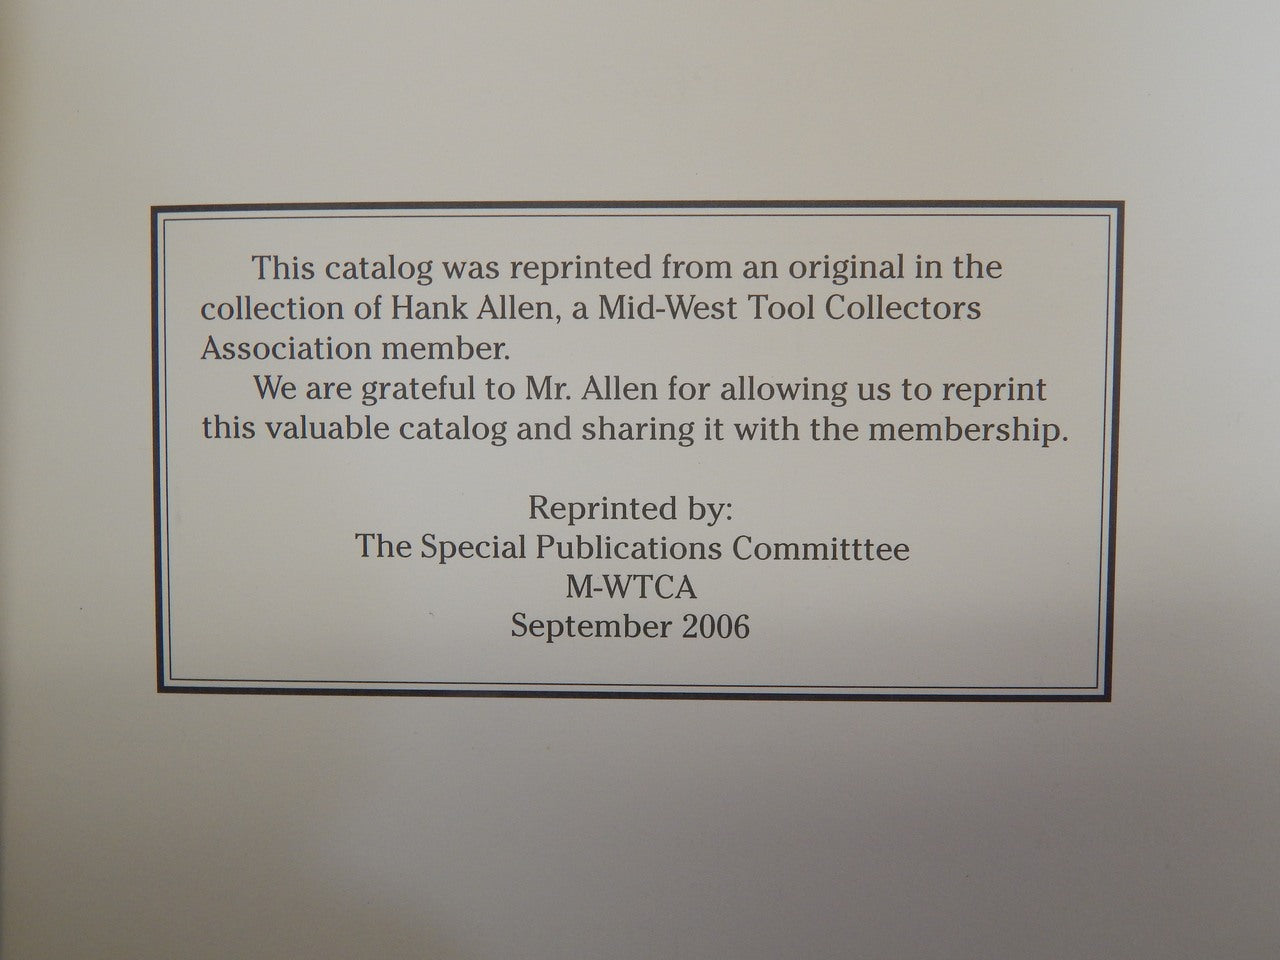 This catalog was reprinted from an original in the
collection of Hank Allen, a Mid-West Tool Collectors
Association member.
We are grateful to Mr. Allen for allowing us to reprint
this valuable catalog and sharing it with the membership.
Reprinted by:
The Special Publications Committtee
M-WTCA
September 2006